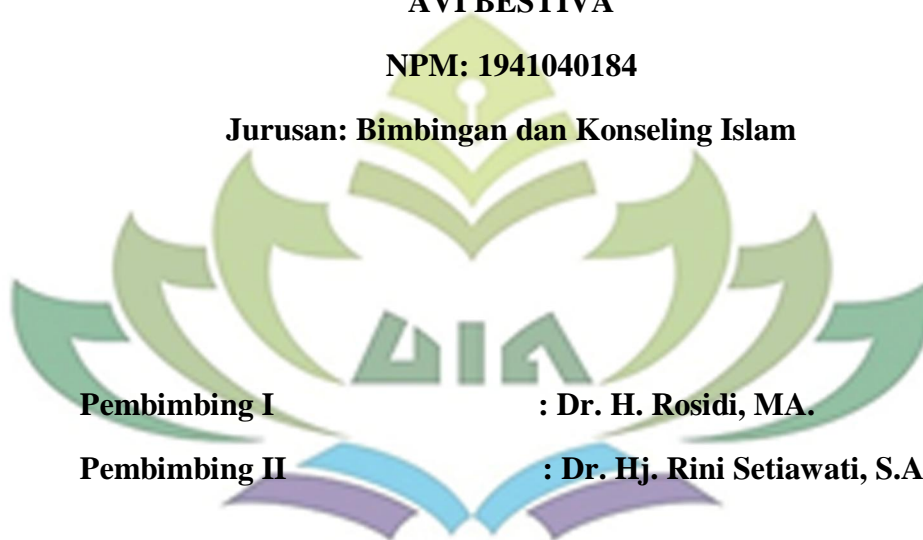 AVI BESTIVA
NPM: 1941040184
Jurusan: Bimbingan dan Konseling Islam
UIN
Pembimbing I : Dr. H. Rosidi, MA.
Pembimbing II : Dr. Hj. Rini Setiawati, S.A